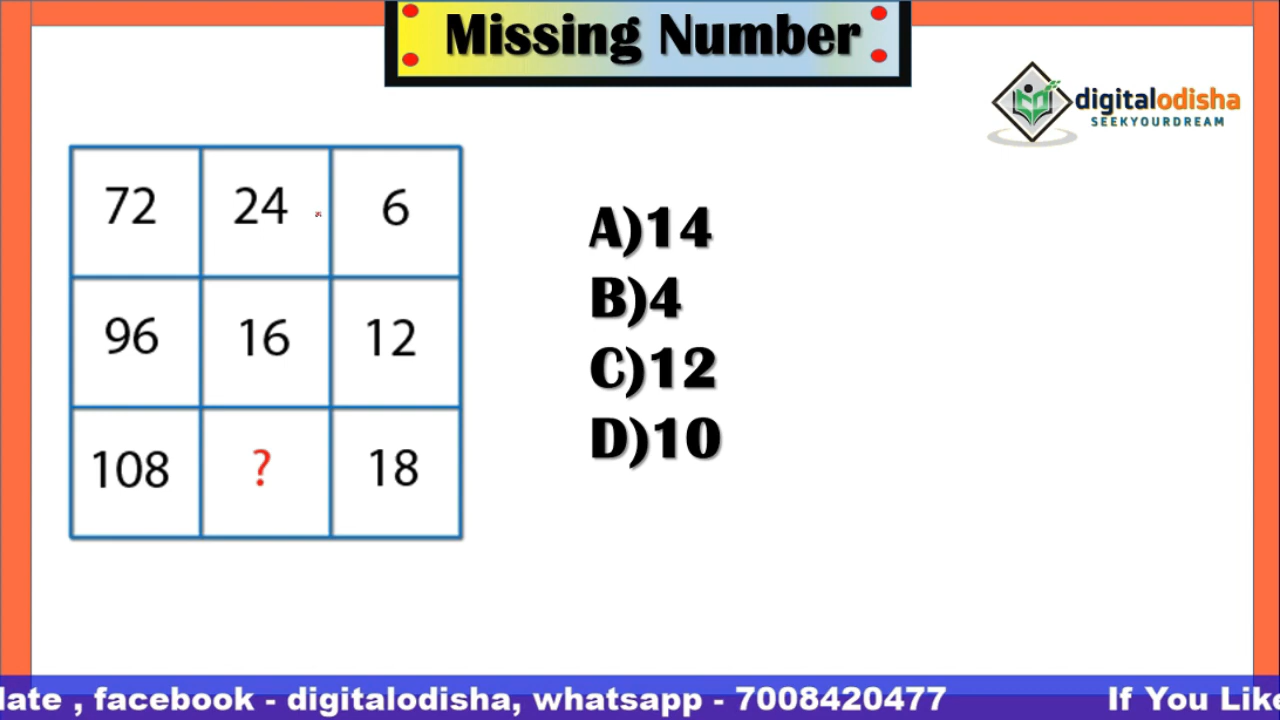 Missing Number
digitalodisha
SEEKYOURDREAM
72 24 6
96 16 12
108 ? 18
A)14
B)4
C)12
D)10
, facebook - digitalodisha, whatsapp - 7008420477 If You Like